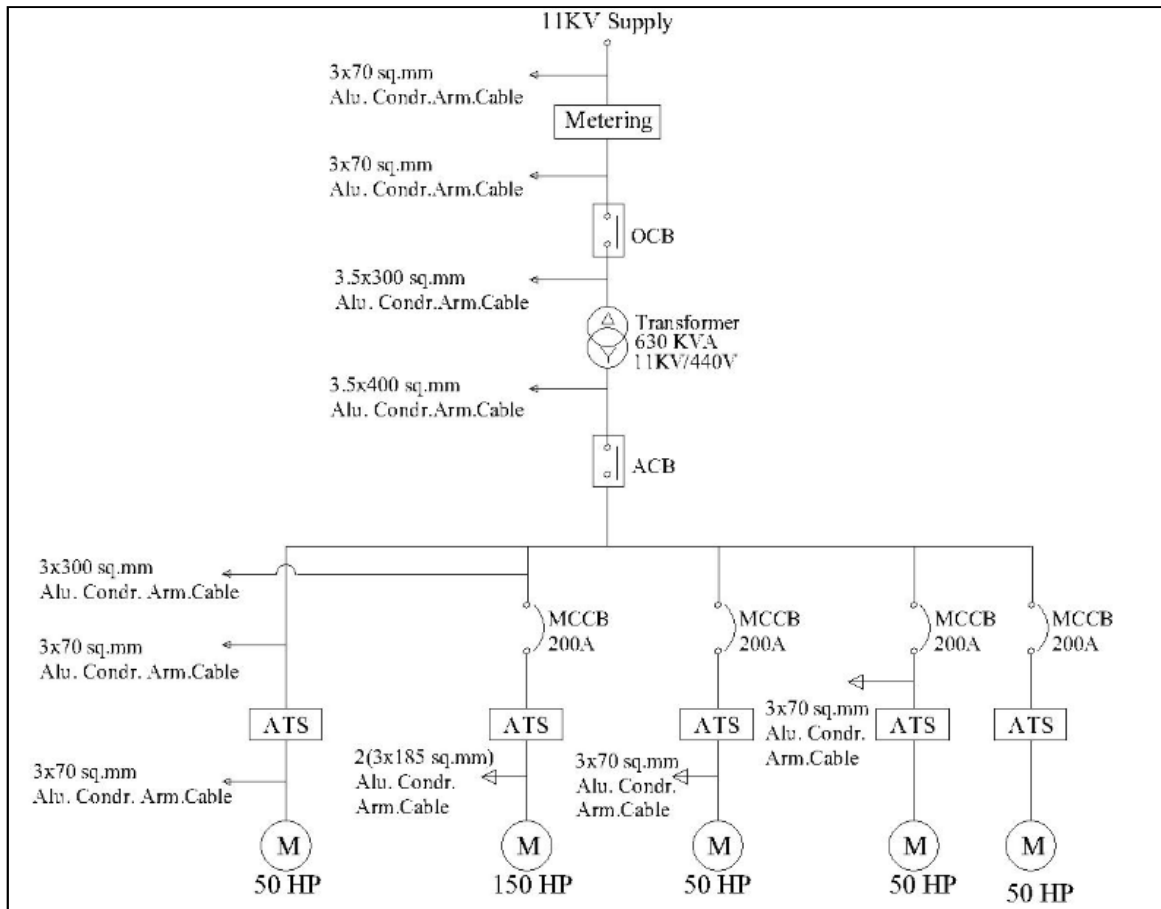 11KV Supply
3x70 sq.mm
Alu. Condr.Arm.Cable
Metering
3x70 sq.mm
Alu. Condr.Arm.Cable
OCB
3.5x300 sq.mm
Alu. Condr.Arm.Cable
Transformer
630 KVA
11KV/440V
3.5x400 sq.mm
Alu. Condr.Arm.Cable
ACB
3x300 sq.mm
Alu. Condr. Arm.Cable
3x70 sq.mm
Alu. Condr. Arm.Cable
MCCB
200A
MCCB
200A
MCCB
200A
MCCB
200A
ATS
ATS
ATS
ATS
ATS
3x70 sq.mm
Alu. Condr. Arm.Cable
2(3x185 sq.mm)
Alu. Condr.
Arm.Cable
3x70 sq.mm
Alu. Condr.
Arm.Cable
3x70 sq.mm
Alu. Condr.
Arm.Cable
M
M
M
M
M
50 HP
150 HP
50 HP
50 HP
50 HP